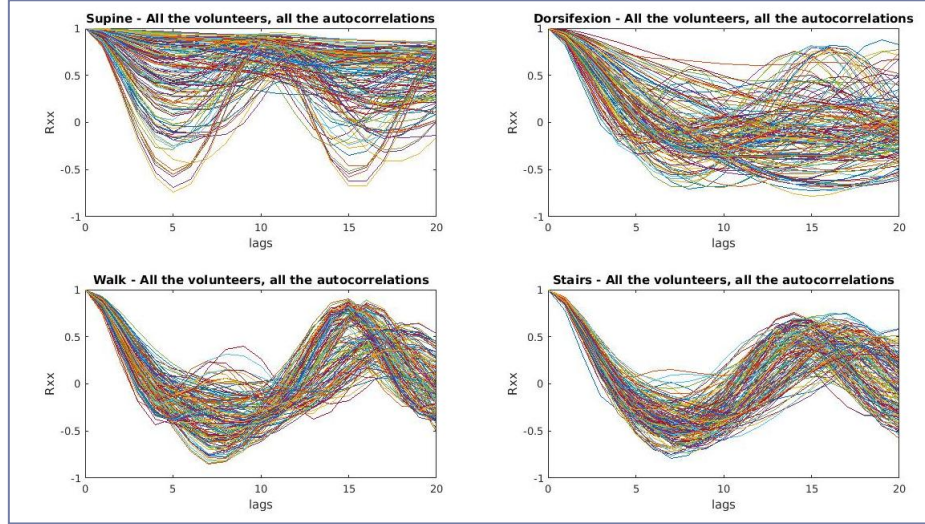 Supine - All the volunteers, all the autocorrelations
1
0.5
0
-0.5
-1
Rxx
0 5 10 15 20
lags
Dorsifexion - All the volunteers, all the autocorrelations
1
0.5
0
-0.5
-1
Rxx
0 5 10 15 20
lags
Walk - All the volunteers, all the autocorrelations
1
0.5
0
-0.5
-1
Rxx
0 5 10 15 20
lags
Stairs - All the volunteers, all the autocorrelations
1
0.5
0
-0.5
-1
Rxx
0 5 10 15 20
lags